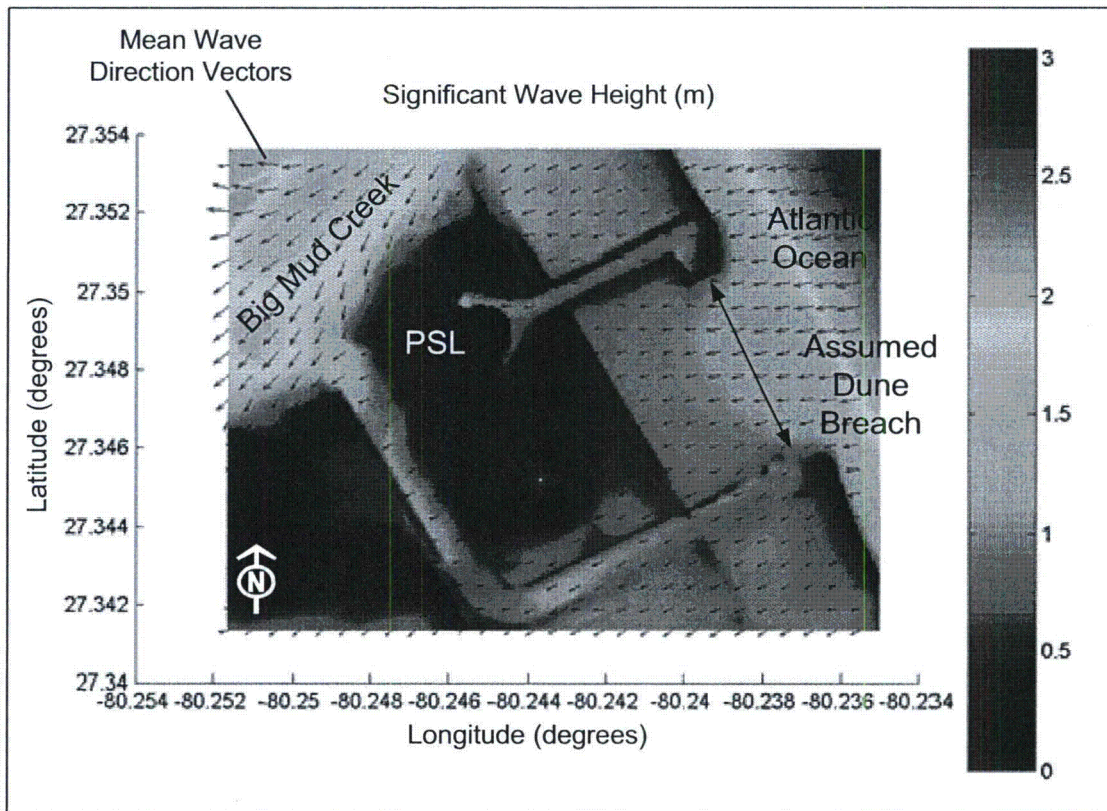 Mean Wave
Direction Vectors
Significant Wave Height (m)
27.354
27.352
27.35
27.348
27.346
27.344
27.342
27.34
Latitude (degrees)
Big Mud Creek
PSL
Atlantic
Ocean
Assumed
Dune
Breach
N
-80.254 -80.252 -80.25 -80.248 -80.246 -80.244 -80.242 -80.24 -80.238 -80.236 -80.234
Longitude (degrees)
3
2.5
2
1.5
1
0.5
0